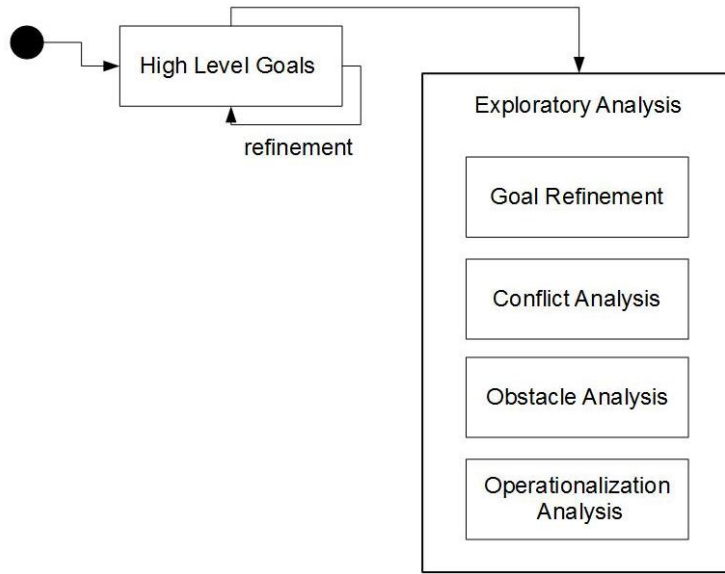 High Level Goals
refinement
Exploratory Analysis
Goal Refinement
Conflict Analysis
Obstacle Analysis
Operationalization
Analysis